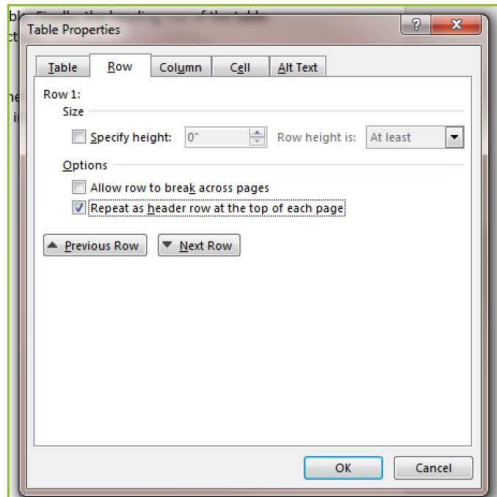 Table Properties
?
Table Row Column Cell Alt Text
Row 1:
Size
Specify height: 0" Row height is: At least
Options
Allow row to break across pages
Repeat as header row at the top of each page
Previous Row Next Row
OK Cancel